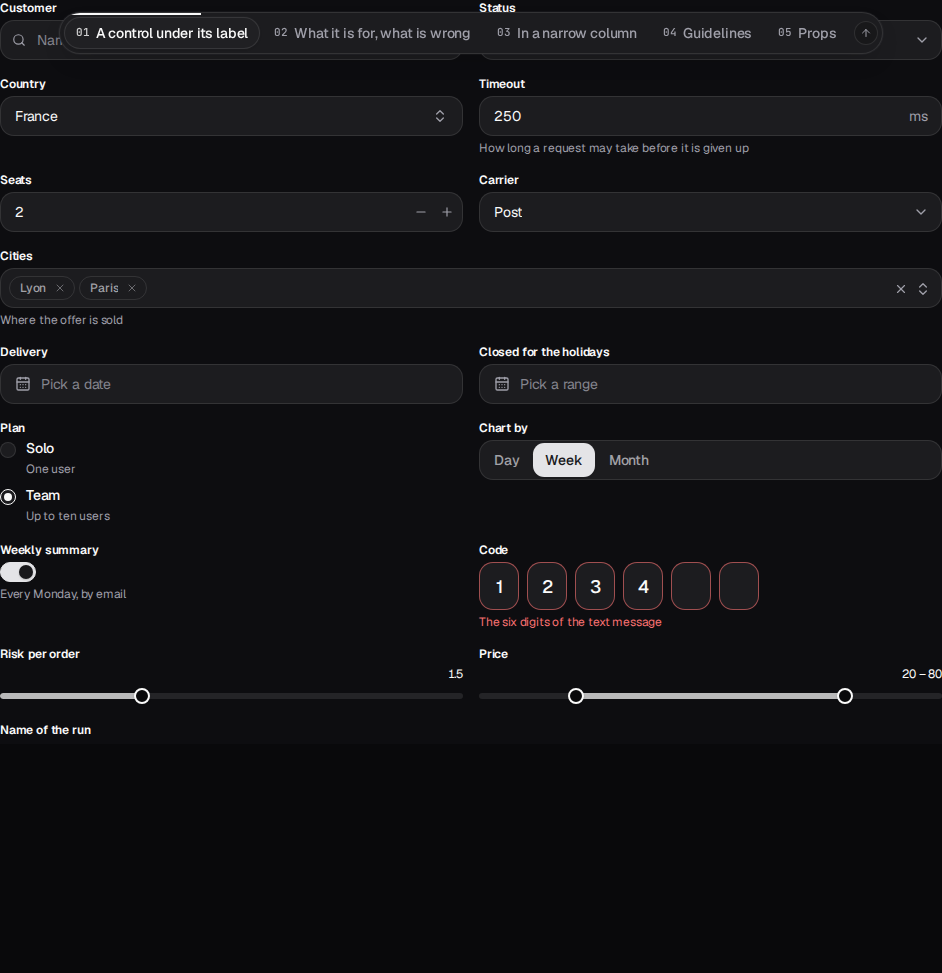 Customer
Status
01 A control under its label
02 What it is for, what is wrong
03 In a narrow column
04 Guidelines
05 Props
Country
Timeout
France
250 ms
How long a request may take before it is given up
Seats
Carrier
2
Post
Cities
Lyon
Paris
Where the offer is sold
Delivery
Closed for the holidays
Pick a date
Pick a range
Plan
Chart by
Solo
One user
Day Week Month
Team
Up to ten users
Weekly summary
Code
1 2 3 4
Every Monday, by email
The six digits of the text message
Risk per order
Price
1.5
20 – 80
Name of the run